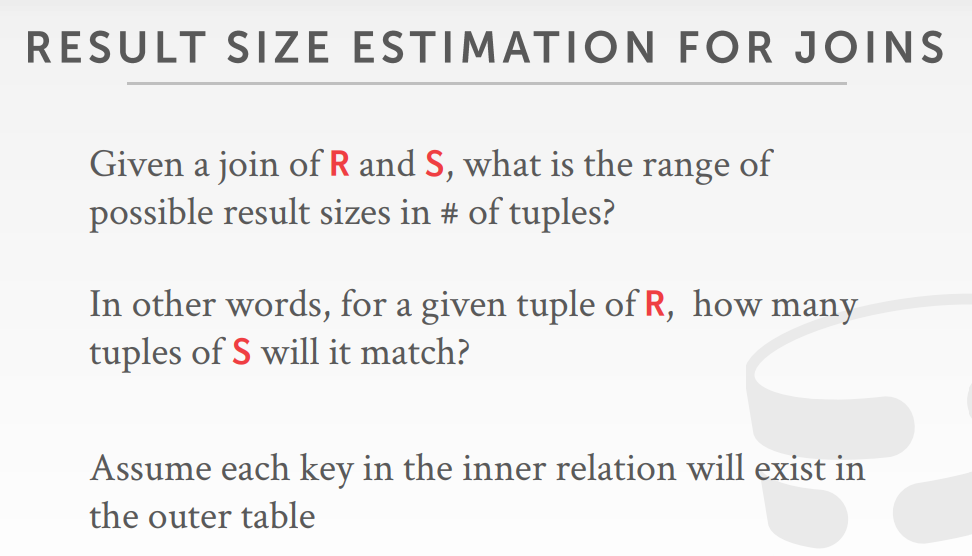 RESULT SIZE ESTIMATION FOR JOINS
Given a join of R and S, what is the range of
possible result sizes in # of tuples?
In other words, for a given tuple of R, how many
tuples of S will it match?
Assume each key in the inner relation will exist in
the outer table